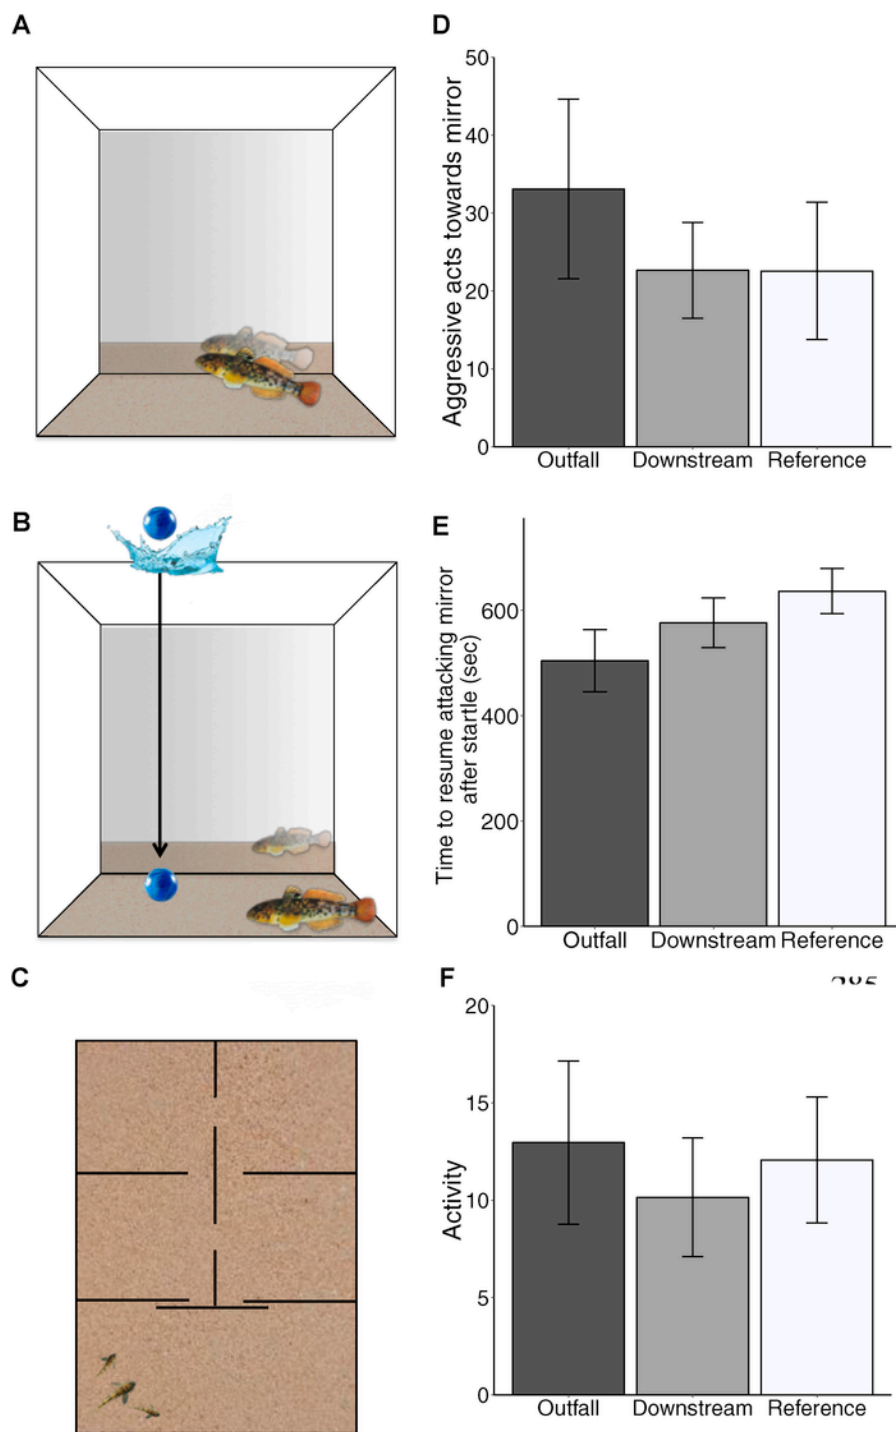 A
B
C
D
Aggressive acts towards mirror
50
40
30
20
10
0
Outfall Downstream Reference
E
Time to resume attacking mirror
after startle (sec)
600
400
200
0
Outfall Downstream Reference
F
Activity
20
15
10
5
0
Outfall Downstream Reference